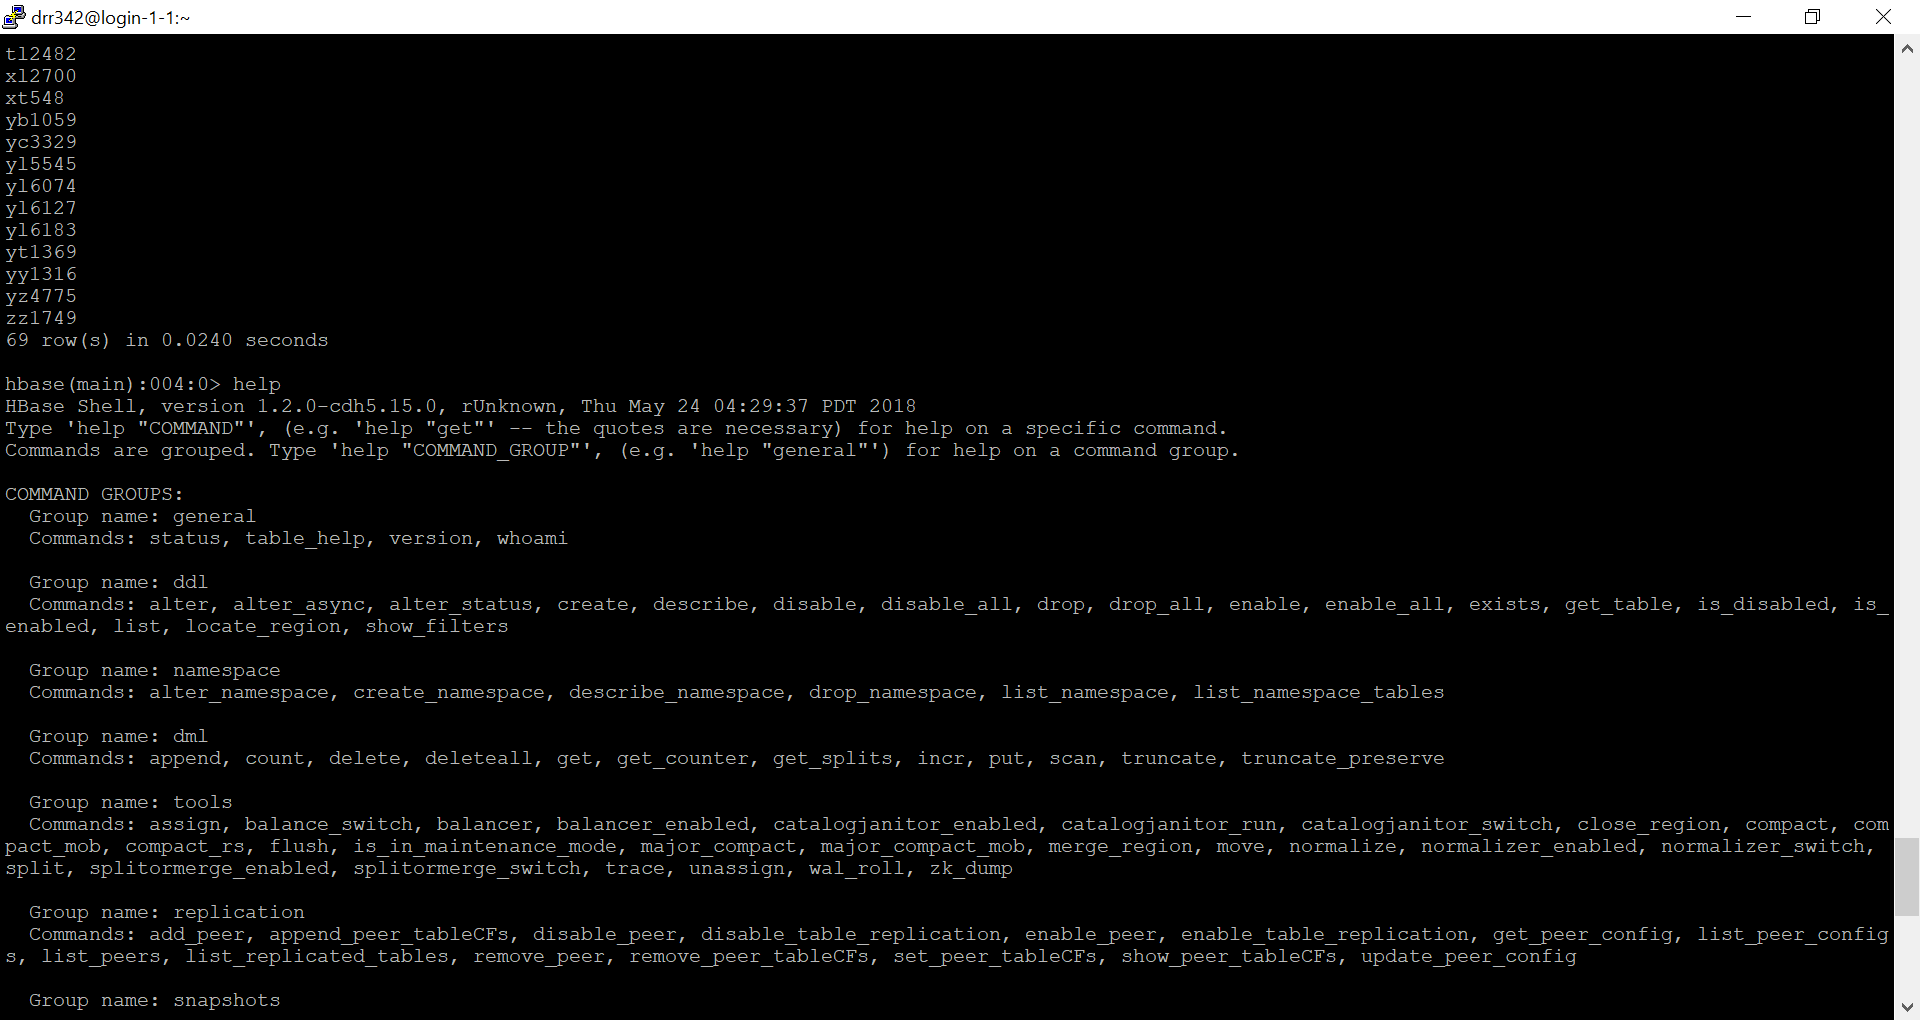 drr342@login-1-1:~
tl2482
xl2700
xt548
yb1059
yc3329
yl5545
yl6074
yl6127
yl6183
yt1369
yy1316
yz4775
zz1749
69 row(s) in 0.0240 seconds
hbase(main):004:0> help
HBase Shell, version 1.2.0-cdh5.15.0, rUnknown, Thu May 24 04:29:37 PDT 2018
Type 'help "COMMAND"', (e.g. 'help "get"' -- the quotes are necessary) for help on a specific command.
Commands are grouped. Type 'help "COMMAND_GROUP"', (e.g. 'help "general"') for help on a command group.
COMMAND GROUPS:
Group name: general
Commands: status, table_help, version, whoami
Group name: ddl
Commands: alter, alter_async, alter_status, create, describe, disable, disable_all, drop, drop_all, enable, enable_all, exists, get_table, is_disabled, is_
enabled, list, locate_region, show_filters
Group name: namespace
Commands: alter_namespace, create_namespace, describe_namespace, drop_namespace, list_namespace, list_namespace_tables
Group name: dml
Commands: append, count, delete, deleteall, get, get_counter, get_splits, incr, put, scan, truncate, truncate_preserve
Group name: tools
Commands: assign, balance_switch, balancer, balancer_enabled, catalogjanitor_enabled, catalogjanitor_run, catalogjanitor_switch, close_region, compact, com
pact_mob, compact_rs, flush, is_in_maintenance_mode, major_compact, major_compact_mob, merge_region, move, normalize, normalizer_enabled, normalizer_switch,
split, splitormerge_enabled, splitormerge_switch, trace, unassign, wal_roll, zk_dump
Group name: replication
Commands: add_peer, append_peer_tableCFs, disable_peer, disable_table_replication, enable_peer, enable_table_replication, get_peer_config, list_peer_config
s, list_peers, list_replicated_tables, remove_peer, remove_peer_tableCFs, set_peer_tableCFs, show_peer_tableCFs, update_peer_config
Group name: snapshots